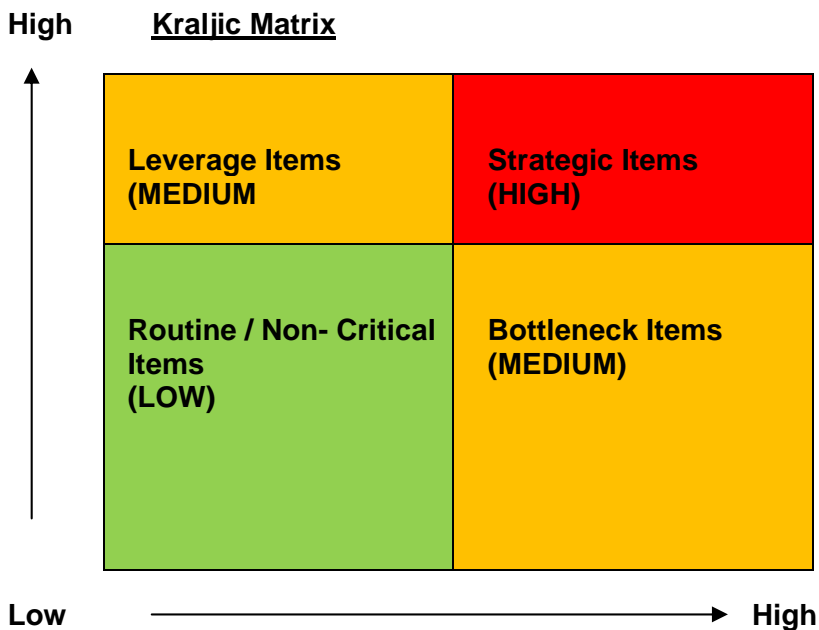 High Kraljic Matrix
Leverage Items
(MEDIUM
Strategic Items
(HIGH)
Routine / Non- Critical
Items
(LOW)
Bottleneck Items
(MEDIUM)
Low High